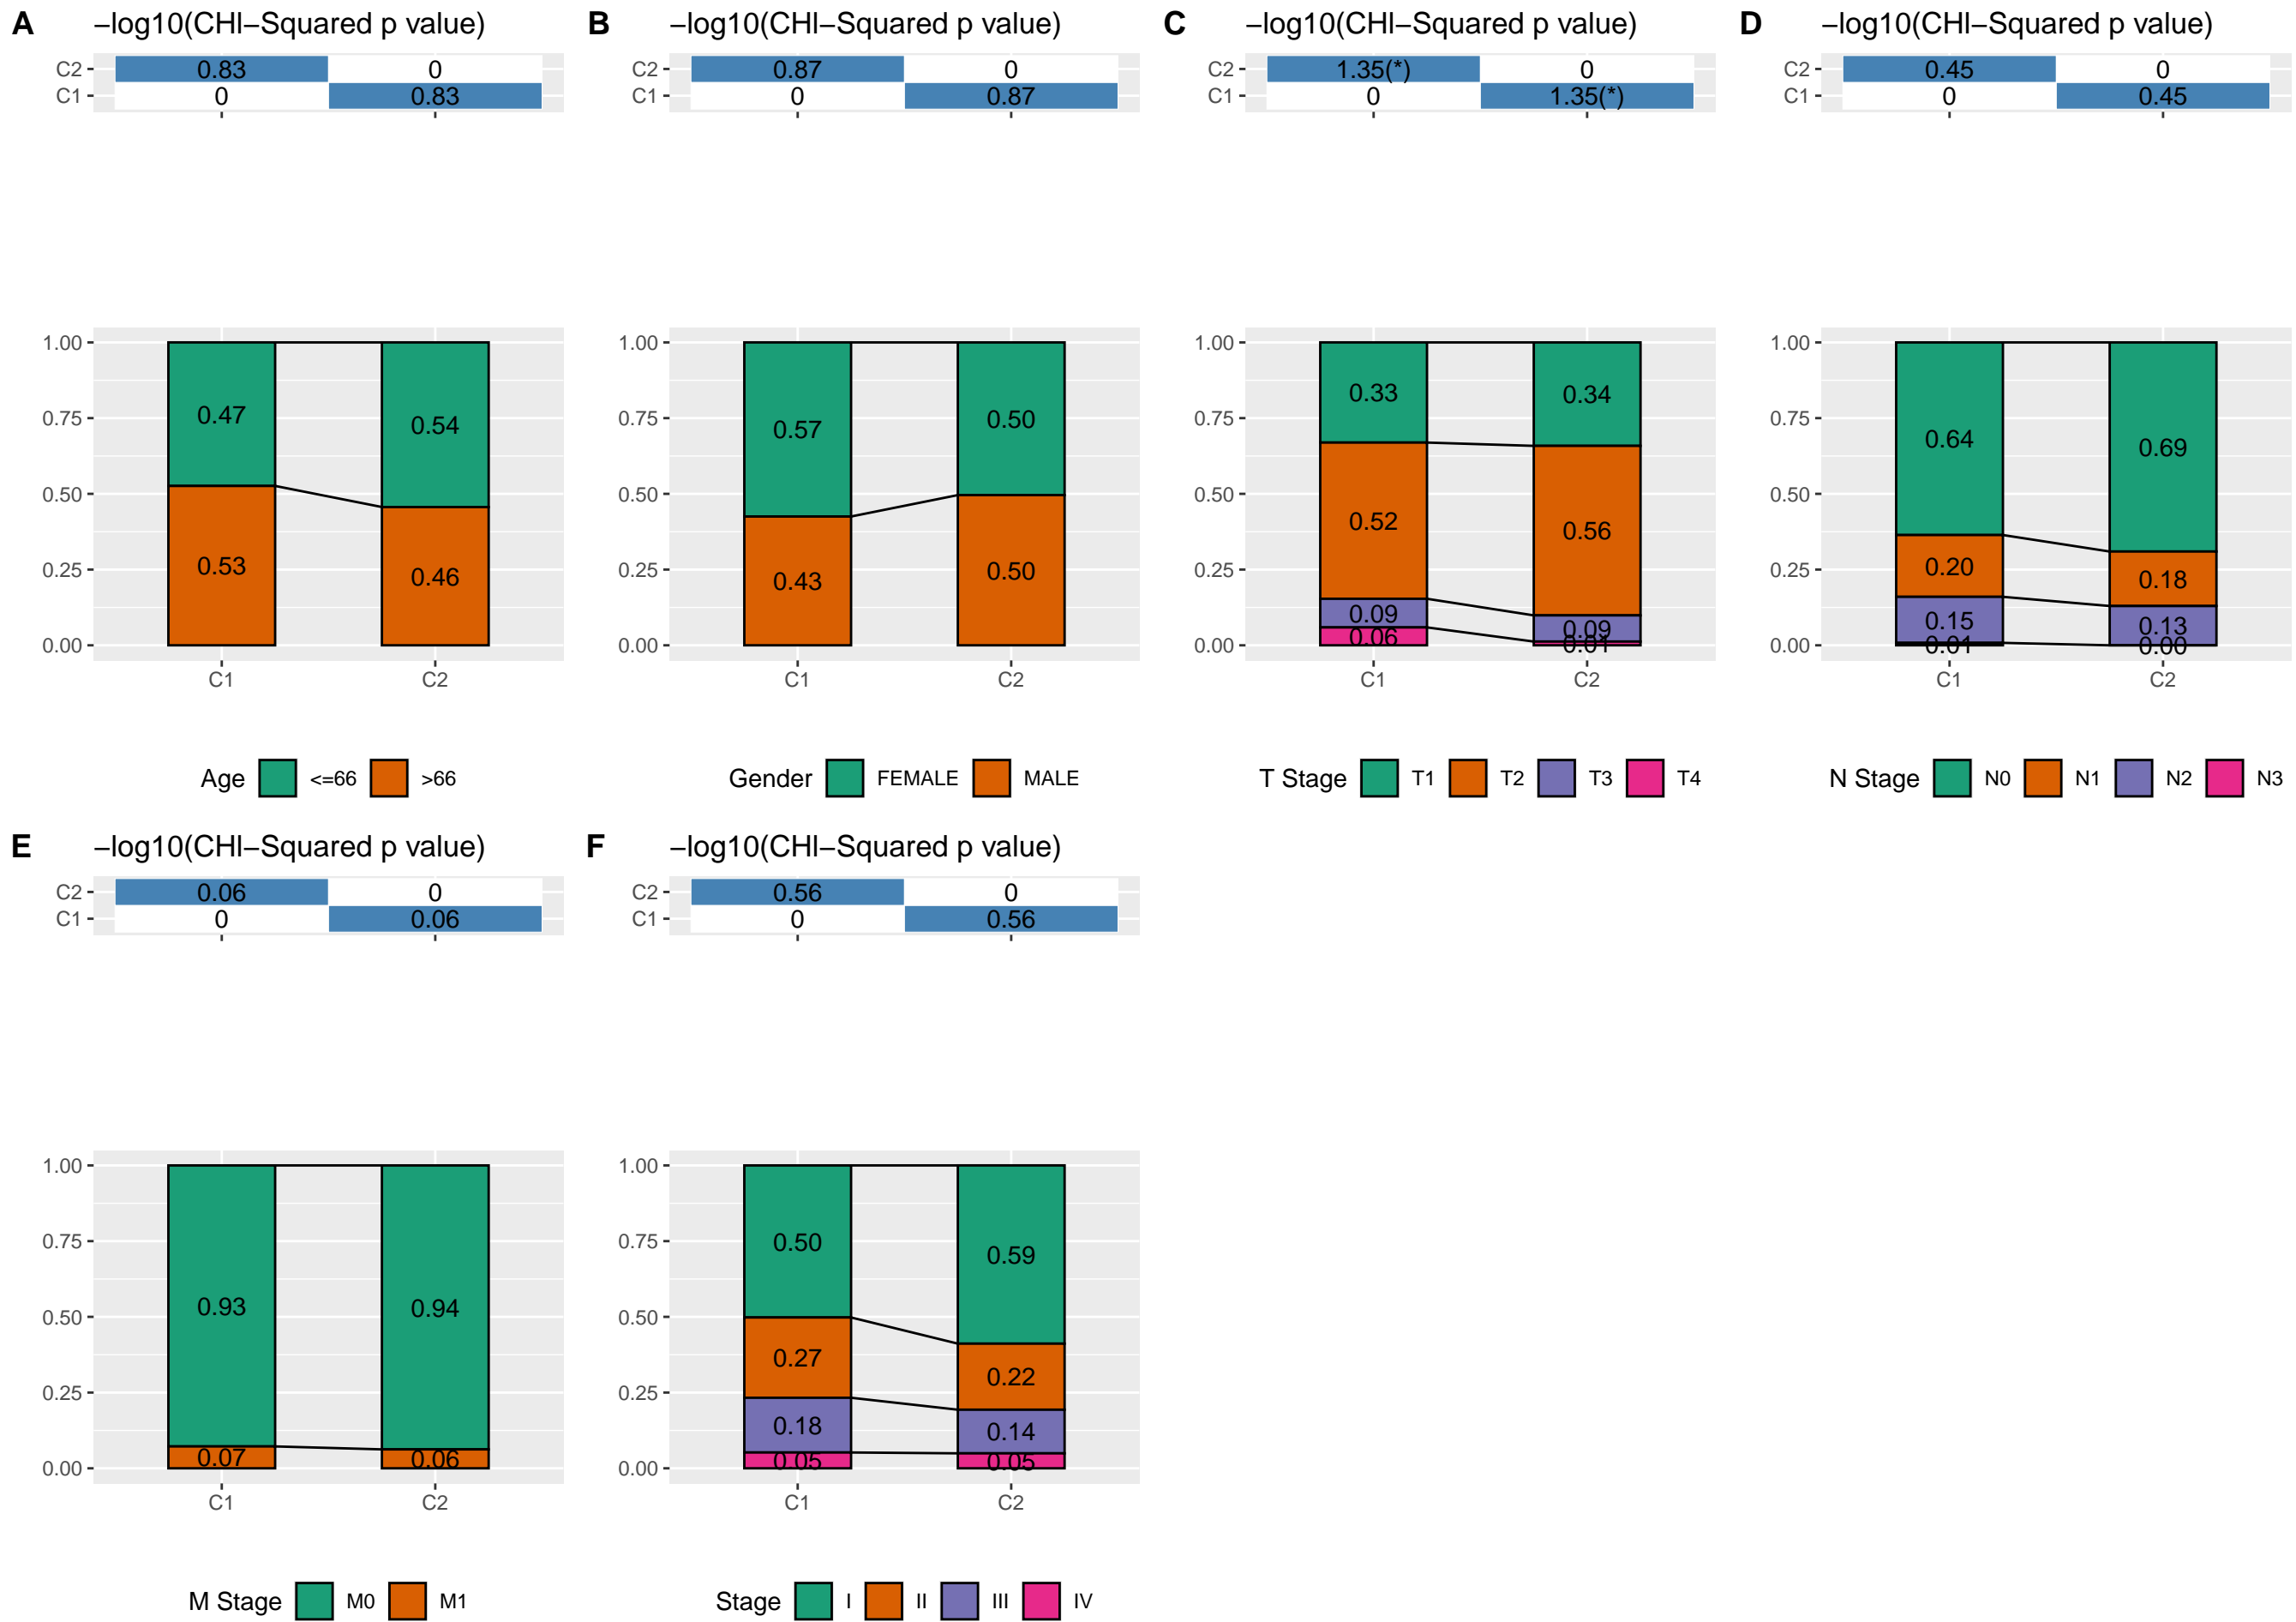 A –log10(CHI–Squared p value)
C2 0.83 0
C1 0 0.83
1.00
0.75
0.50
0.25
0.00
0.47 0.54
0.53 0.46
C1 C2
Age <=66 >66
B –log10(CHI–Squared p value)
C2 0.87 0
C1 0 0.87
1.00
0.75
0.50
0.25
0.00
0.57 0.50
0.43 0.50
C1 C2
Gender FEMALE MALE
C –log10(CHI–Squared p value)
C2 1.35(*) 0
C1 0 1.35(*)
1.00
0.75
0.50
0.25
0.00
0.33 0.34
0.52 0.56
0.09 0.09
0.06 0.01
C1 C2
T Stage T1 T2 T3 T4
D –log10(CHI–Squared p value)
C2 0.45 0
C1 0 0.45
1.00
0.75
0.50
0.25
0.00
0.64 0.69
0.20 0.18
0.15 0.13
0.01 0.00
C1 C2
N Stage N0 N1 N2 N3
E –log10(CHI–Squared p value)
C2 0.06 0
C1 0 0.06
1.00
0.75
0.50
0.25
0.00
0.93 0.94
0.07 0.06
C1 C2
M Stage M0 M1
F –log10(CHI–Squared p value)
C2 0.56 0
C1 0 0.56
1.00
0.75
0.50
0.25
0.00
0.50 0.59
0.27 0.22
0.18 0.14
0.05 0.05
C1 C2
Stage I II III IV